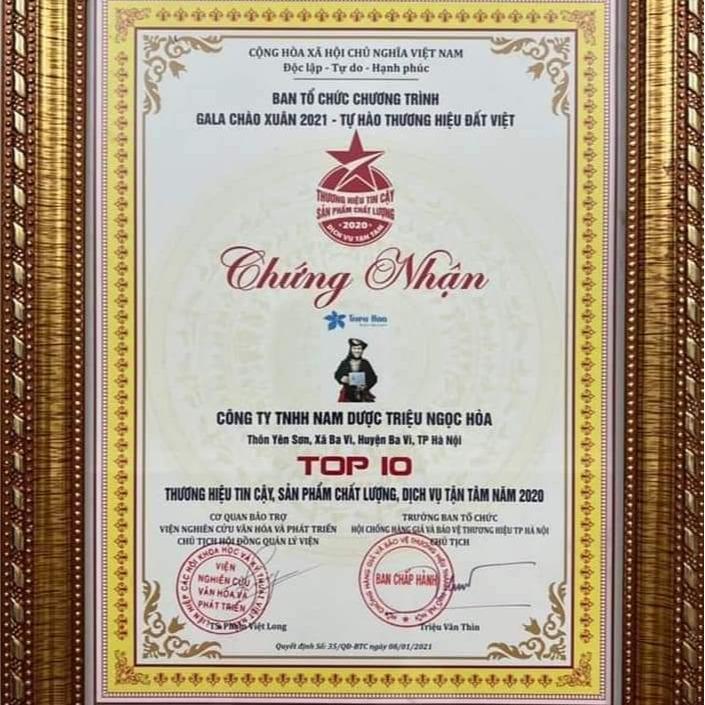 CỘNG HÒA XÃ HỘI CHỦ NGHĨA VIỆT NAM
Độc lập - Tự do - Hạnh phúc
BAN TỔ CHỨC CHƯƠNG TRÌNH
GALA CHÀO XUÂN 2021 - TỰ HÀO THƯƠNG HIỆU ĐẤT VIỆT
THƯƠNG HIỆU TIN CẬY
SẢN PHẨM CHẤT LƯỢNG
2020
DỊCH VỤ TẬN TÂM
Chứng Nhận
CÔNG TY TNHH NAM DƯỢC TRIỆU NGỌC HÒA
Thôn Yên Sơn, Xã Ba Vì, Huyện Ba Vì, TP Hà Nội
TOP 10
THƯƠNG HIỆU TIN CẬY, SẢN PHẨM CHẤT LƯỢNG, DỊCH VỤ TẬN TÂM NĂM 2020
CƠ QUAN BẢO TRỢ
VIỆN NGHIÊN CỨU VĂN HÓA VÀ PHÁT TRIỂN
CHỦ TỊCH HỘI ĐỒNG QUẢN LÝ VIỆN
TRƯỞNG BAN TỔ CHỨC
HỘI CHỐNG HÀNG GIẢ VÀ BẢO VỆ THƯƠNG HIỆU TP HÀ NỘI
CHỦ TỊCH
VIỆN
NGHIÊN CỨU
VĂN HÓA VÀ
PHÁT TRIỂN
BAN CHẤP HÀNH
TS Phạm Việt Long
Triệu Văn Thìn
Quyết định Số: 35/QĐ-BTC ngày 08/01/2021